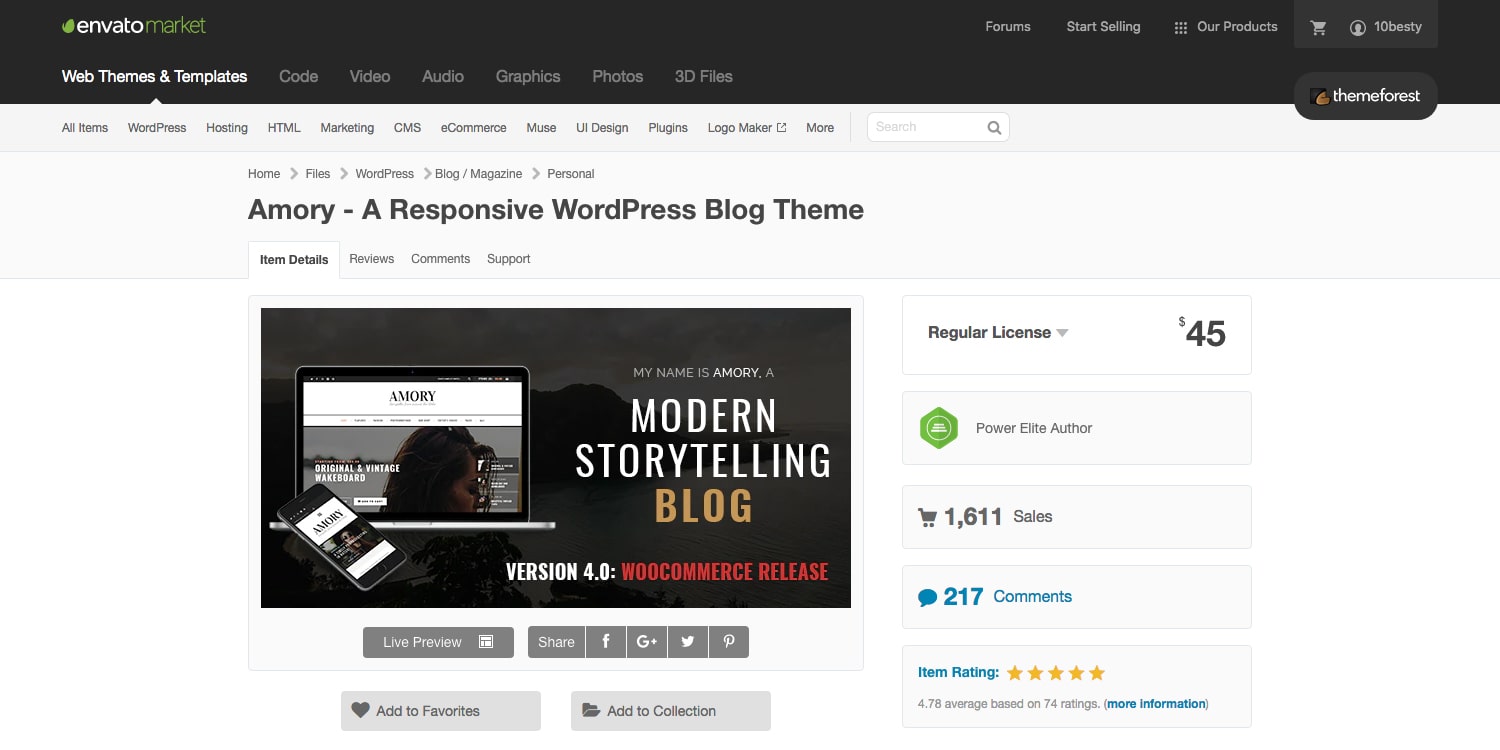 envatomarket
Forums Start Selling Our Products 10besty
Web Themes & Templates Code Video Audio Graphics Photos 3D Files
themeforest
All Items WordPress Hosting HTML Marketing CMS eCommerce Muse UI Design Plugins Logo Maker More Search
Home Files WordPress Blog / Magazine Personal
Amory - A Responsive WordPress Blog Theme
Item Details Reviews Comments Support
MY NAME IS AMORY, A
MODERN
STORYTELLING
BLOG
VERSION 4.0: WOOCOMMERCE RELEASE
AMORY
ORIGINAL & VINTAGE
WAKEBOARD
AMORY
Live Preview Share f G+
Add to Favorites Add to Collection
Regular License $45
Power Elite Author
1,611 Sales
217 Comments
Item Rating:
4.78 average based on 74 ratings. (more information)